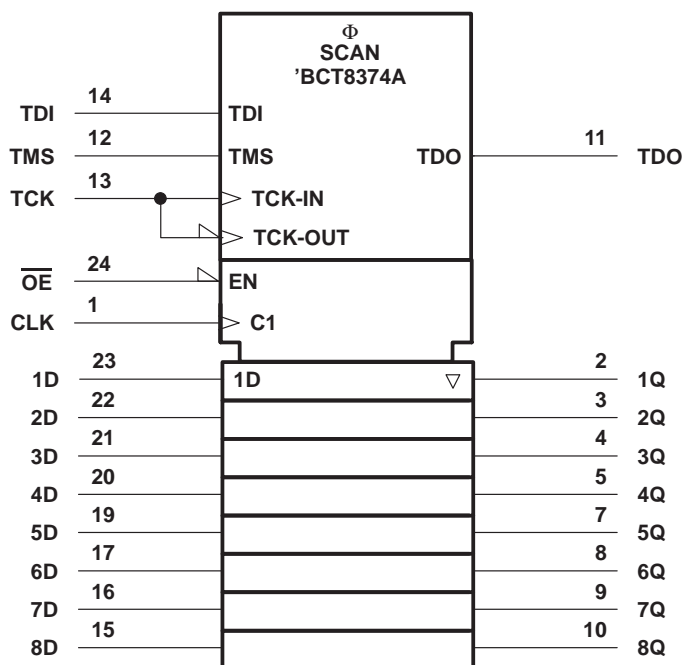 Φ
SCAN
'BCT8374A
TDI 14 TDI
TMS 12 TMS TDO 11 TDO
TCK 13 TCK-IN
TCK-OUT
OE 24 EN
CLK 1 C1
1D 23 1D 2 1Q
2D 22 3 2Q
3D 21 4 3Q
4D 20 5 4Q
5D 19 7 5Q
6D 17 8 6Q
7D 16 9 7Q
8D 15 10 8Q